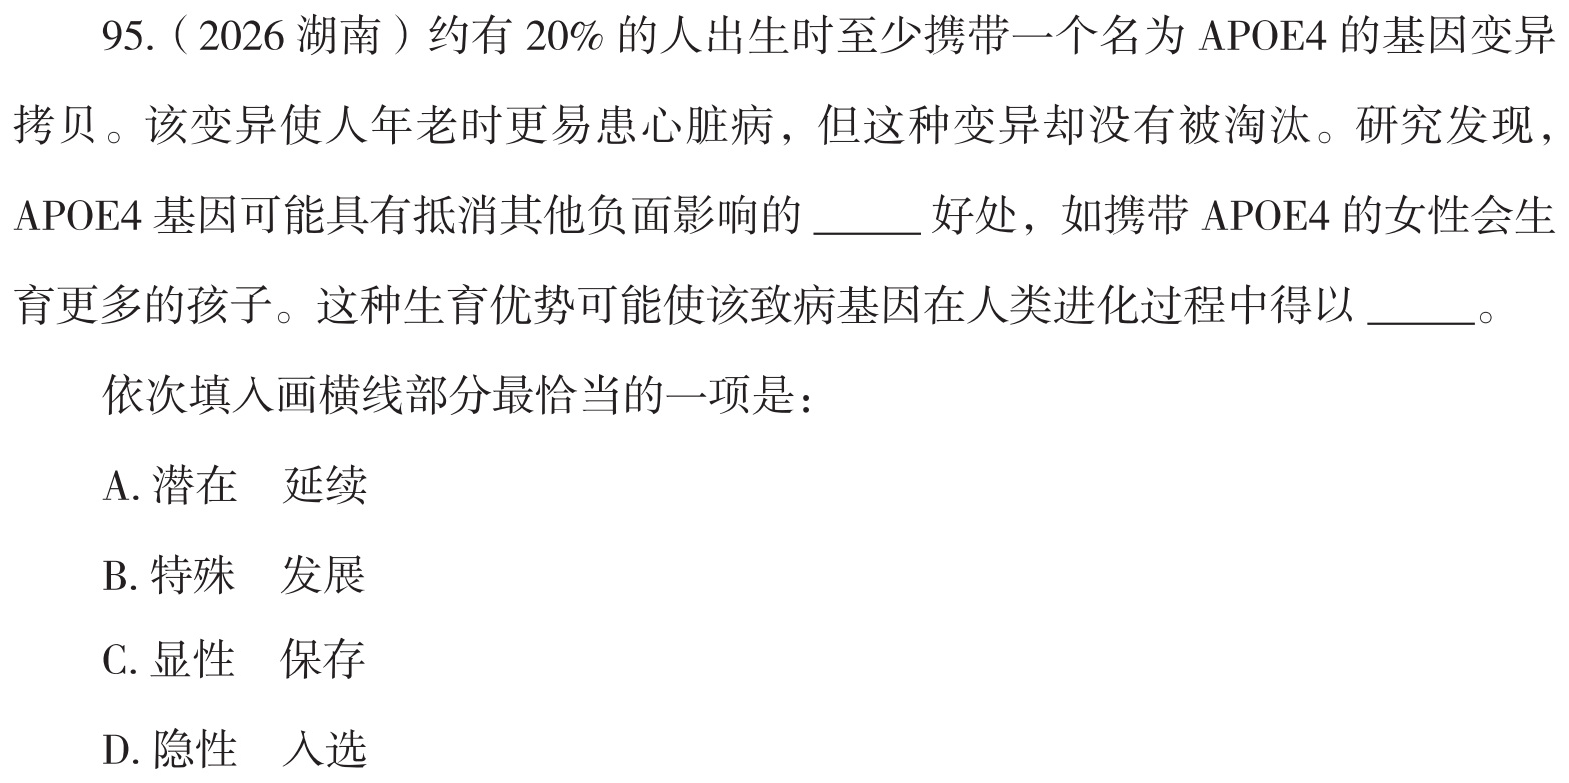 95.（2026 湖南）约有 20% 的人出生时至少携带一个名为 APOE4 的基因变异
拷贝。该变异使人年老时更易患心脏病，但这种变异却没有被淘汰。研究发现，
APOE4 基因可能具有抵消其他负面影响的 _____ 好处，如携带 APOE4 的女性会生
育更多的孩子。这种生育优势可能使该致病基因在人类进化过程中得以 _____。
依次填入画横线部分最恰当的一项是：
A. 潜在　延续
B. 特殊　发展
C. 显性　保存
D. 隐性　入选